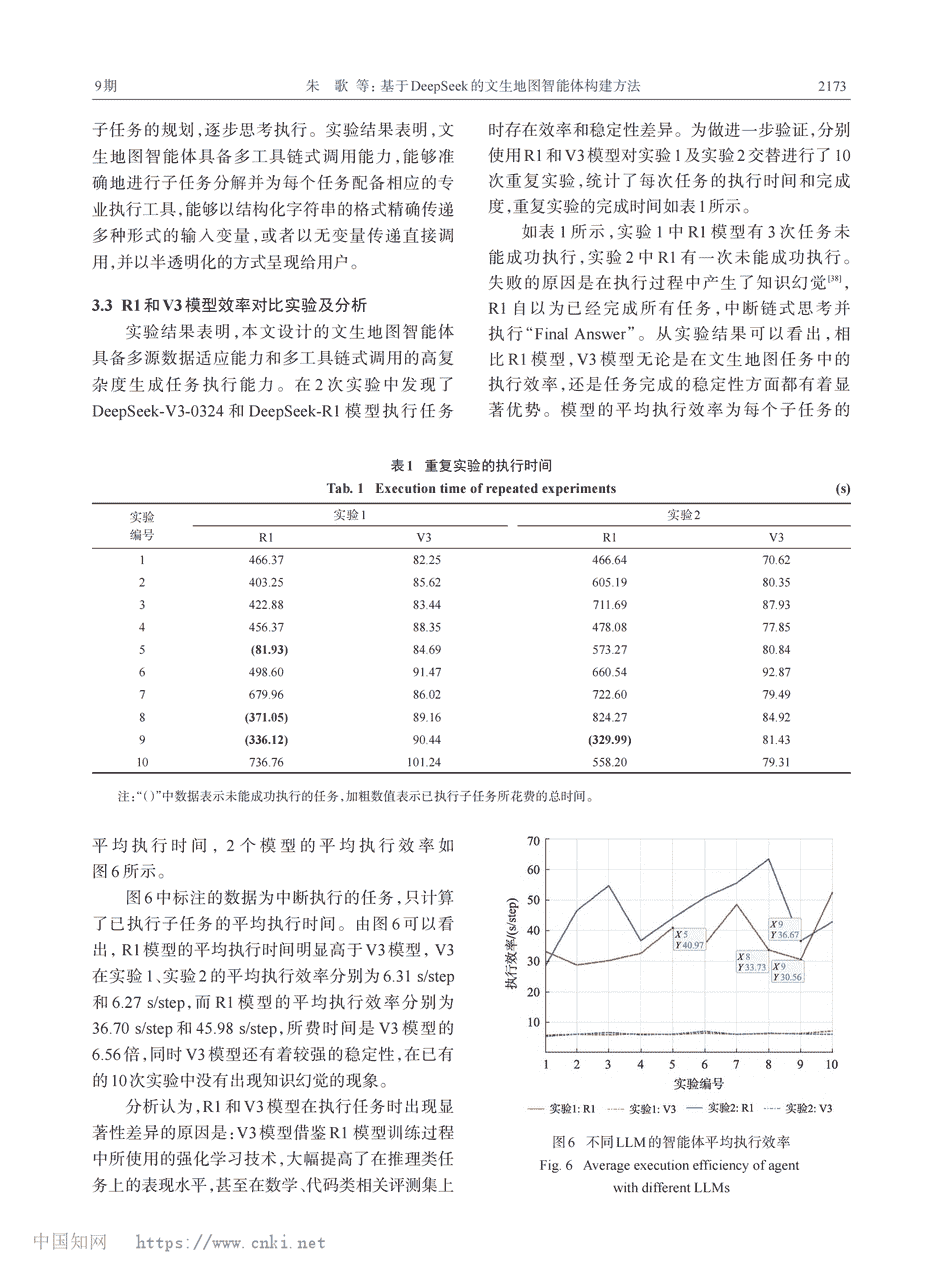 9期
朱 歌 等：基于DeepSeek的文生地图智能体构建方法
2173
子任务的规划，逐步思考执行。实验结果表明，文
生地图智能体具备多工具链式调用能力，能够准
确地进行子任务分解并为每个任务配备相应的专
业执行工具，能够以结构化字符串的格式精确传递
多种形式的输入变量，或者以无变量传递直接调
用，并以半透明化的方式呈现给用户。
3.3 R1和V3模型效率对比实验及分析
实验结果表明，本文设计的文生地图智能体
具备多源数据适应能力和多工具链式调用的高复
杂度生成任务执行能力。在2次实验中发现了
DeepSeek-V3-0324和DeepSeek-R1模型执行任务
时存在效率和稳定性差异。为做进一步验证，分别
使用R1和V3模型对实验1及实验2交替进行了10
次重复实验，统计了每次任务的执行时间和完成
度，重复实验的完成时间如表1所示。
如表1所示，实验1中R1模型有3次任务未
能成功执行，实验2中R1有一次未能成功执行。
失败的原因是在执行过程中产生了知识幻觉[38]，
R1自以为已经完成所有任务，中断链式思考并
执行“Final Answer”。从实验结果可以看出，相
比R1模型，V3模型无论是在文生地图任务中的
执行效率，还是任务完成的稳定性方面都有着显
著优势。模型的平均执行效率为每个子任务的
表1 重复实验的执行时间
Tab. 1 Execution time of repeated experiments (s)
实验编号 实验1 实验2
R1 V3 R1 V3
1 466.37 82.25 466.64 70.62
2 403.25 85.62 605.19 80.35
3 422.88 83.44 711.69 87.93
4 456.37 88.35 478.08 77.85
5 (81.93) 84.69 573.27 80.84
6 498.60 91.47 660.54 92.87
7 679.96 86.02 722.60 79.49
8 (371.05) 89.16 824.27 84.92
9 (336.12) 90.44 (329.99) 81.43
10 736.76 101.24 558.20 79.31
注：“()”中数据表示未能成功执行的任务，加粗数值表示已执行子任务所花费的总时间。
平均执行时间，2个模型的平均执行效率如
图6所示。
图6中标注的数据为中断执行的任务，只计算
了已执行子任务的平均执行时间。由图6可以看
出，R1模型的平均执行时间明显高于V3模型，V3
在实验1、实验2的平均执行效率分别为6.31 s/step
和6.27 s/step，而R1模型的平均执行效率分别为
36.70 s/step和45.98 s/step，所费时间是V3模型的
6.56倍，同时V3模型还有着较强的稳定性，在已有
的10次实验中没有出现知识幻觉的现象。
分析认为，R1和V3模型在执行任务时出现显
著性差异的原因是：V3模型借鉴R1模型训练过程
中所使用的强化学习技术，大幅提高了在推理类任
务上的表现水平，甚至在数学、代码类相关评测集上
执行效率/(s/step)
70
60
50
40
30
20
10
X 5
Y 40.97
X 8
Y 33.73
X 9
Y 36.67
X 9
Y 30.56
1 2 3 4 5 6 7 8 9 10
实验编号
实验1: R1 实验1: V3 实验2: R1 实验2: V3
图6 不同LLM的智能体平均执行效率
Fig. 6 Average execution efficiency of agent
with different LLMs
中国知网 https://www.cnki.net